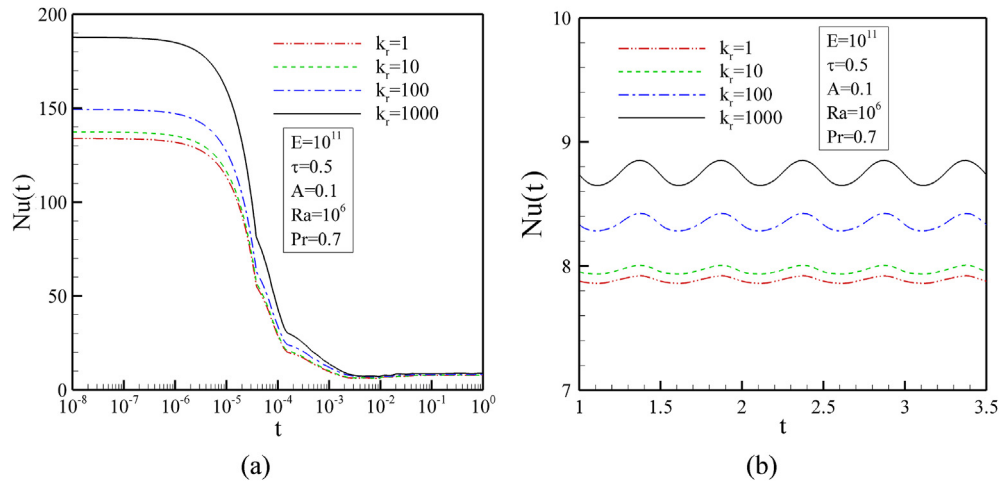 200
150
100
50
0
Nu(t)
k_r=1
k_r=10
k_r=100
k_r=1000
E=10^11
τ=0.5
A=0.1
Ra=10^6
Pr=0.7
10^-8 10^-7 10^-6 10^-5 10^-4 10^-3 10^-2 10^-1 10^0
t
(a)
10
9
8
7
Nu(t)
k_r=1
k_r=10
k_r=100
k_r=1000
E=10^11
τ=0.5
A=0.1
Ra=10^6
Pr=0.7
1 1.5 2 2.5 3 3.5
t
(b)